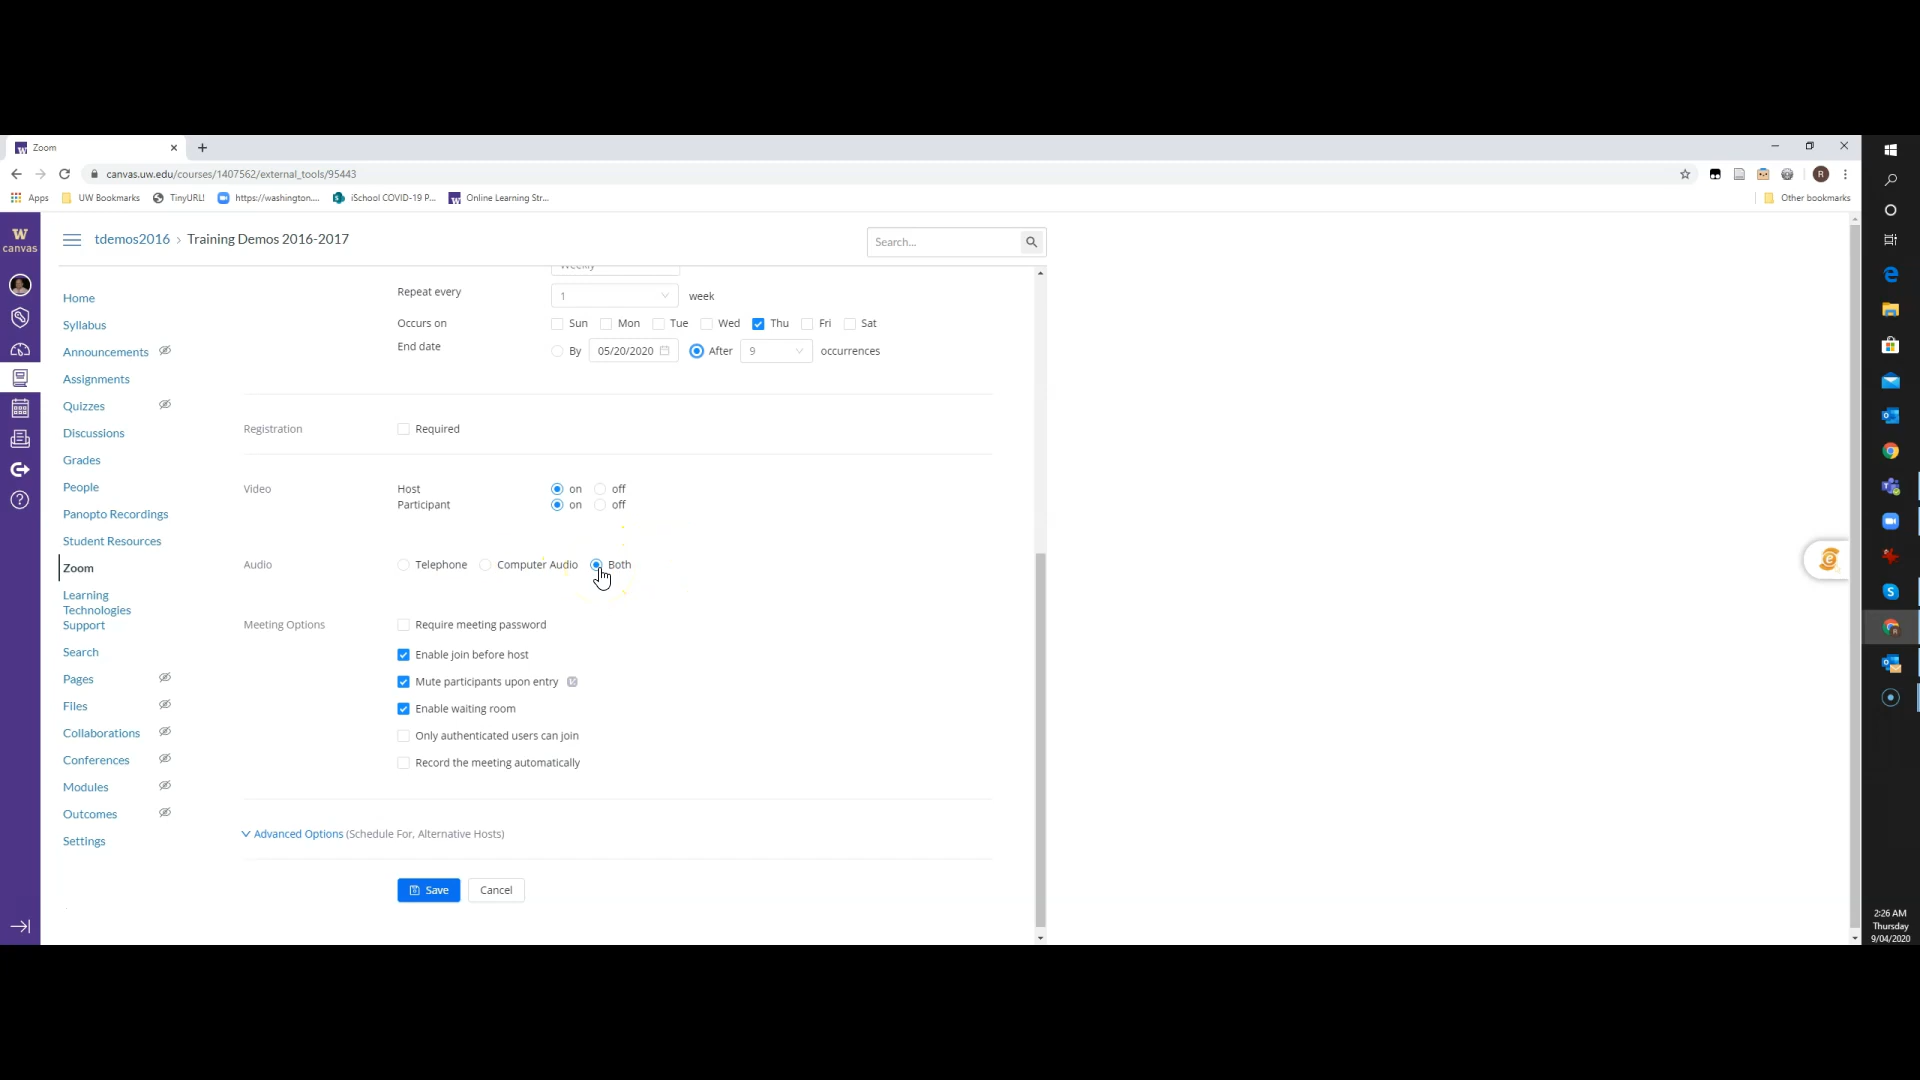 Zoom
canvas.uw.edu/courses/1407562/external_tools/95443
R
Apps UW Bookmarks TinyURL! https://washington.... iSchool COVID-19 P... Online Learning Str... Other bookmarks
W
canvas
tdemos2016 › Training Demos 2016-2017
Search...
Home
Syllabus
Announcements
Assignments
Quizzes
Discussions
Grades
People
Panopto Recordings
Student Resources
Zoom
Learning
Technologies
Support
Search
Pages
Files
Collaborations
Conferences
Modules
Outcomes
Settings
Weekly
Repeat every 1 week
Occurs on Sun Mon Tue Wed Thu Fri Sat
End date By 05/20/2020 After 9 occurrences
Registration Required
Video Host on off
Participant on off
Audio Telephone Computer Audio Both
Meeting Options Require meeting password
Enable join before host
Mute participants upon entry
Enable waiting room
Only authenticated users can join
Record the meeting automatically
Advanced Options (Schedule For, Alternative Hosts)
Save Cancel
2:26 AM
Thursday
9/04/2020